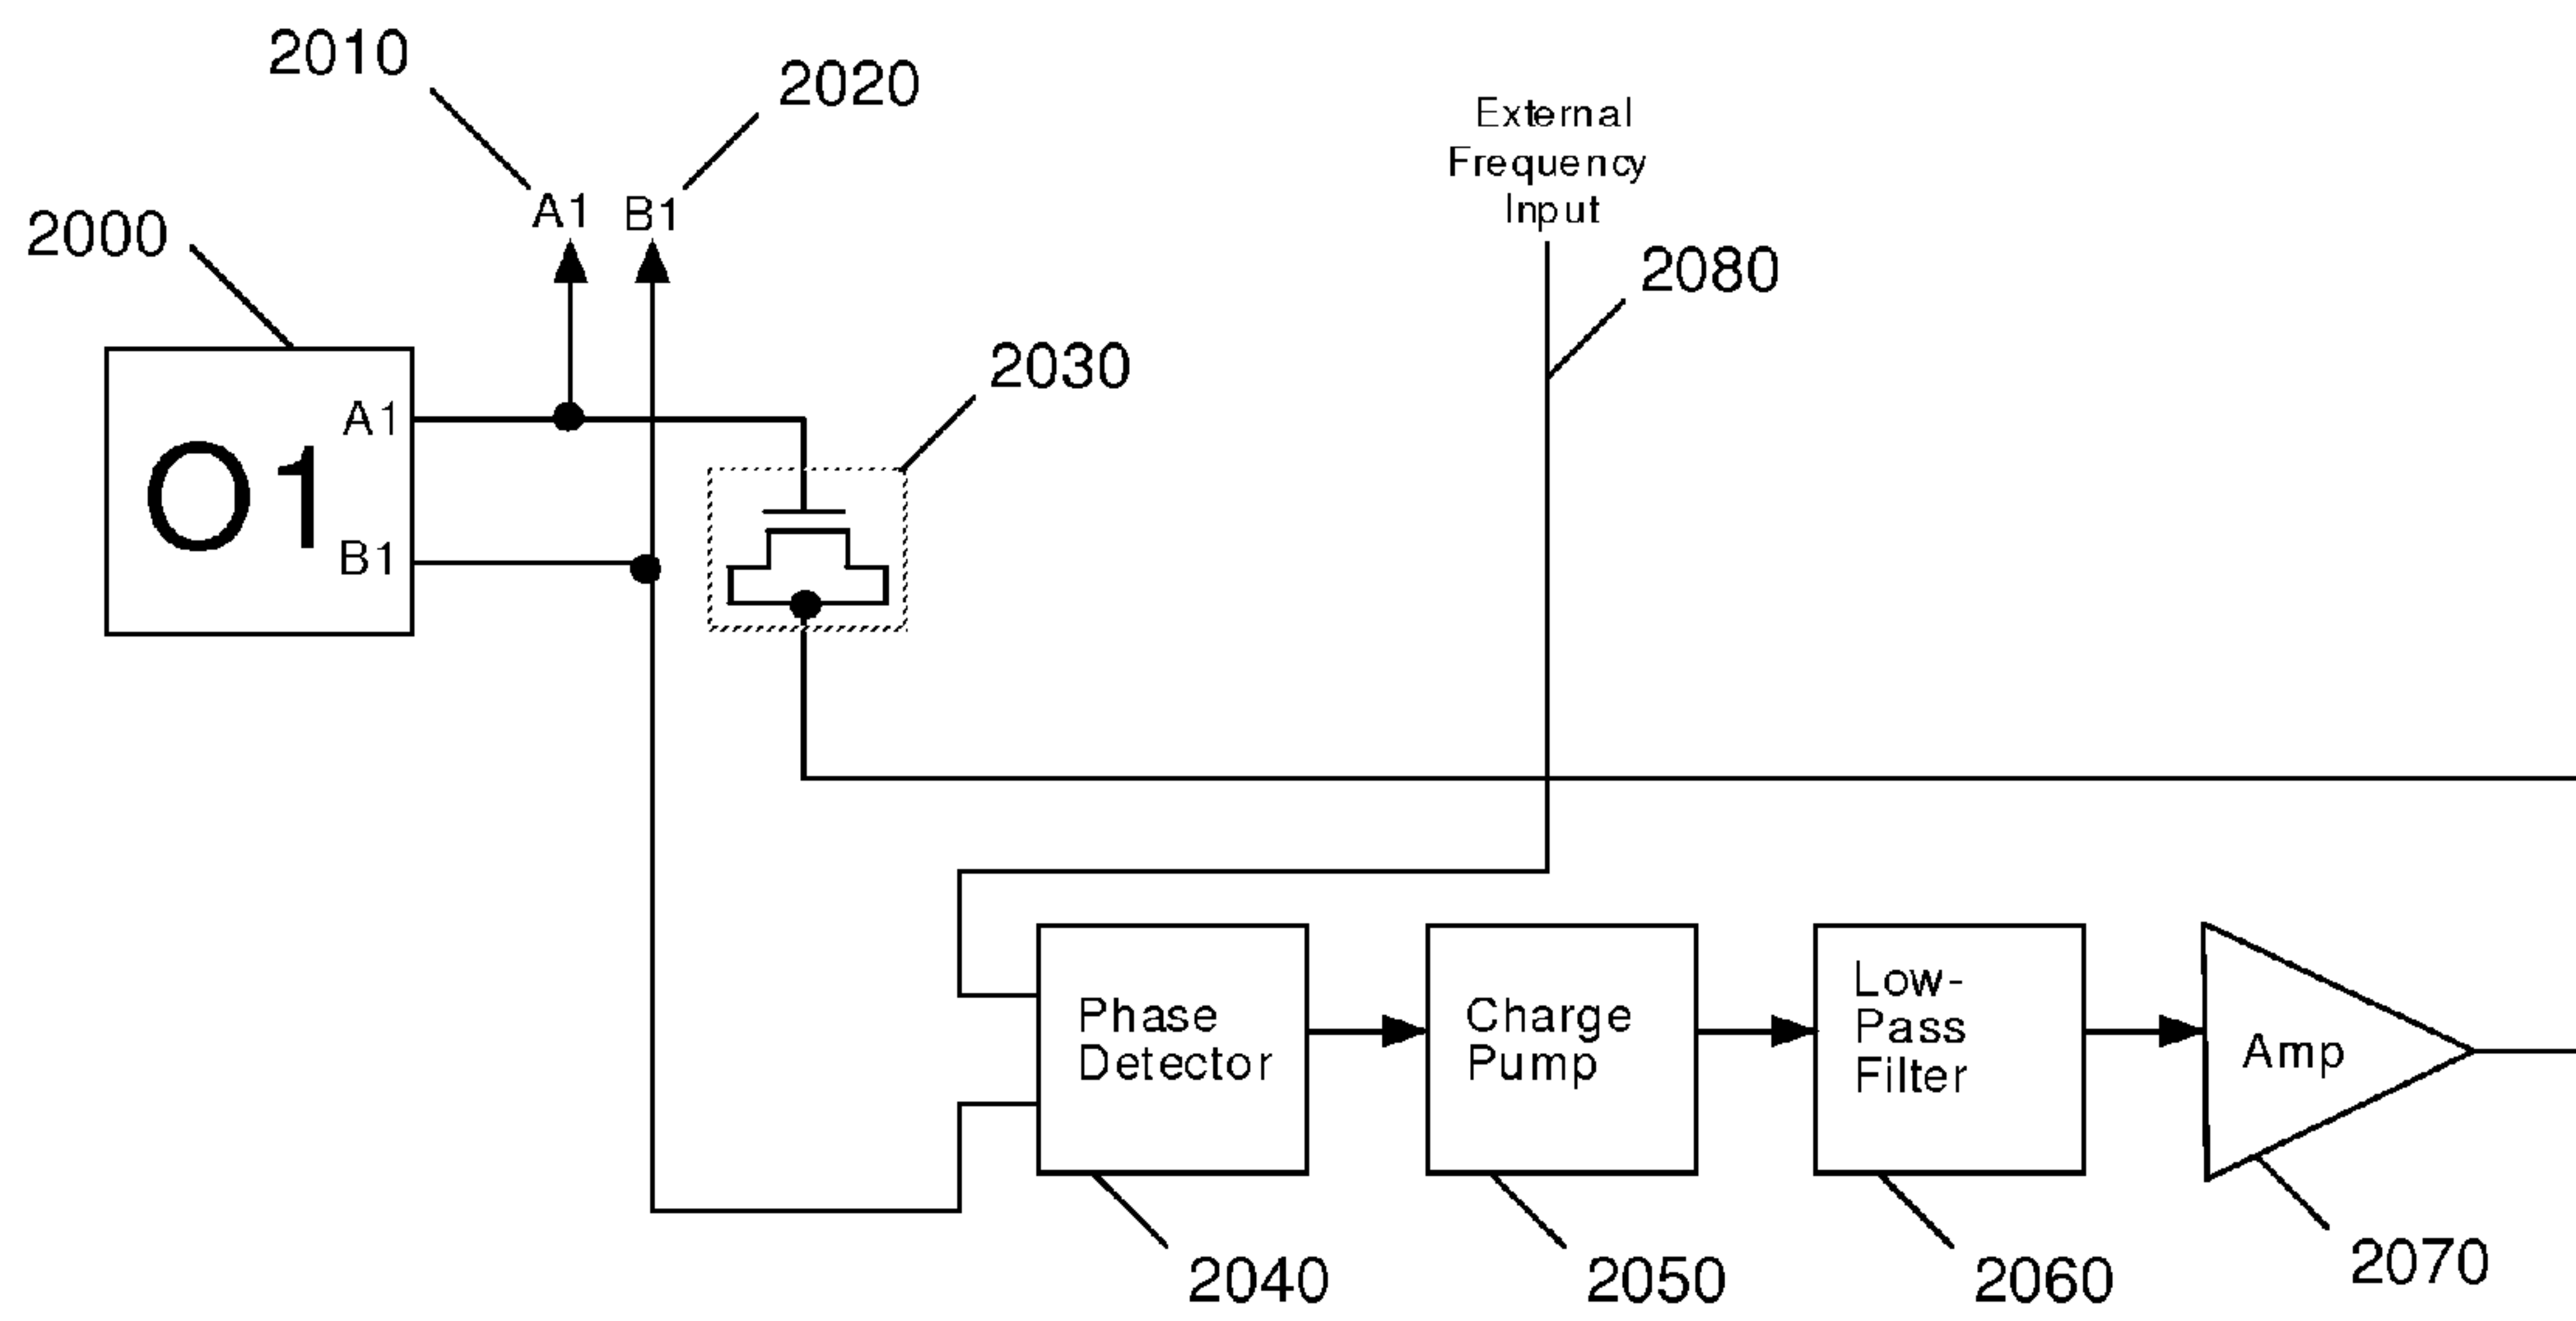 2010
2020
External
Frequency
Input
A1 B1
2000
2080
2030
A1
O1
B1
Phase
Detector
Charge
Pump
Low-
Pass
Filter
Amp
2040
2050
2060
2070